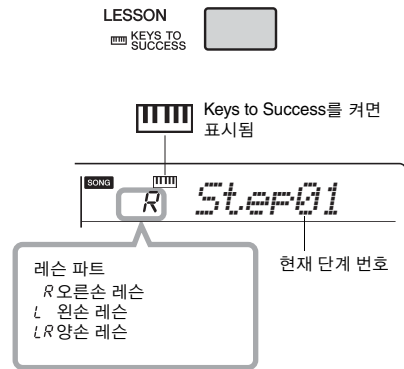 LESSON
KEYS TO
SUCCESS
Keys to Success를 켜면
표시됨
SONG
R Step01
레슨 파트
현재 단계 번호
R 오른손 레슨
L 왼손 레슨
LR 양손 레슨